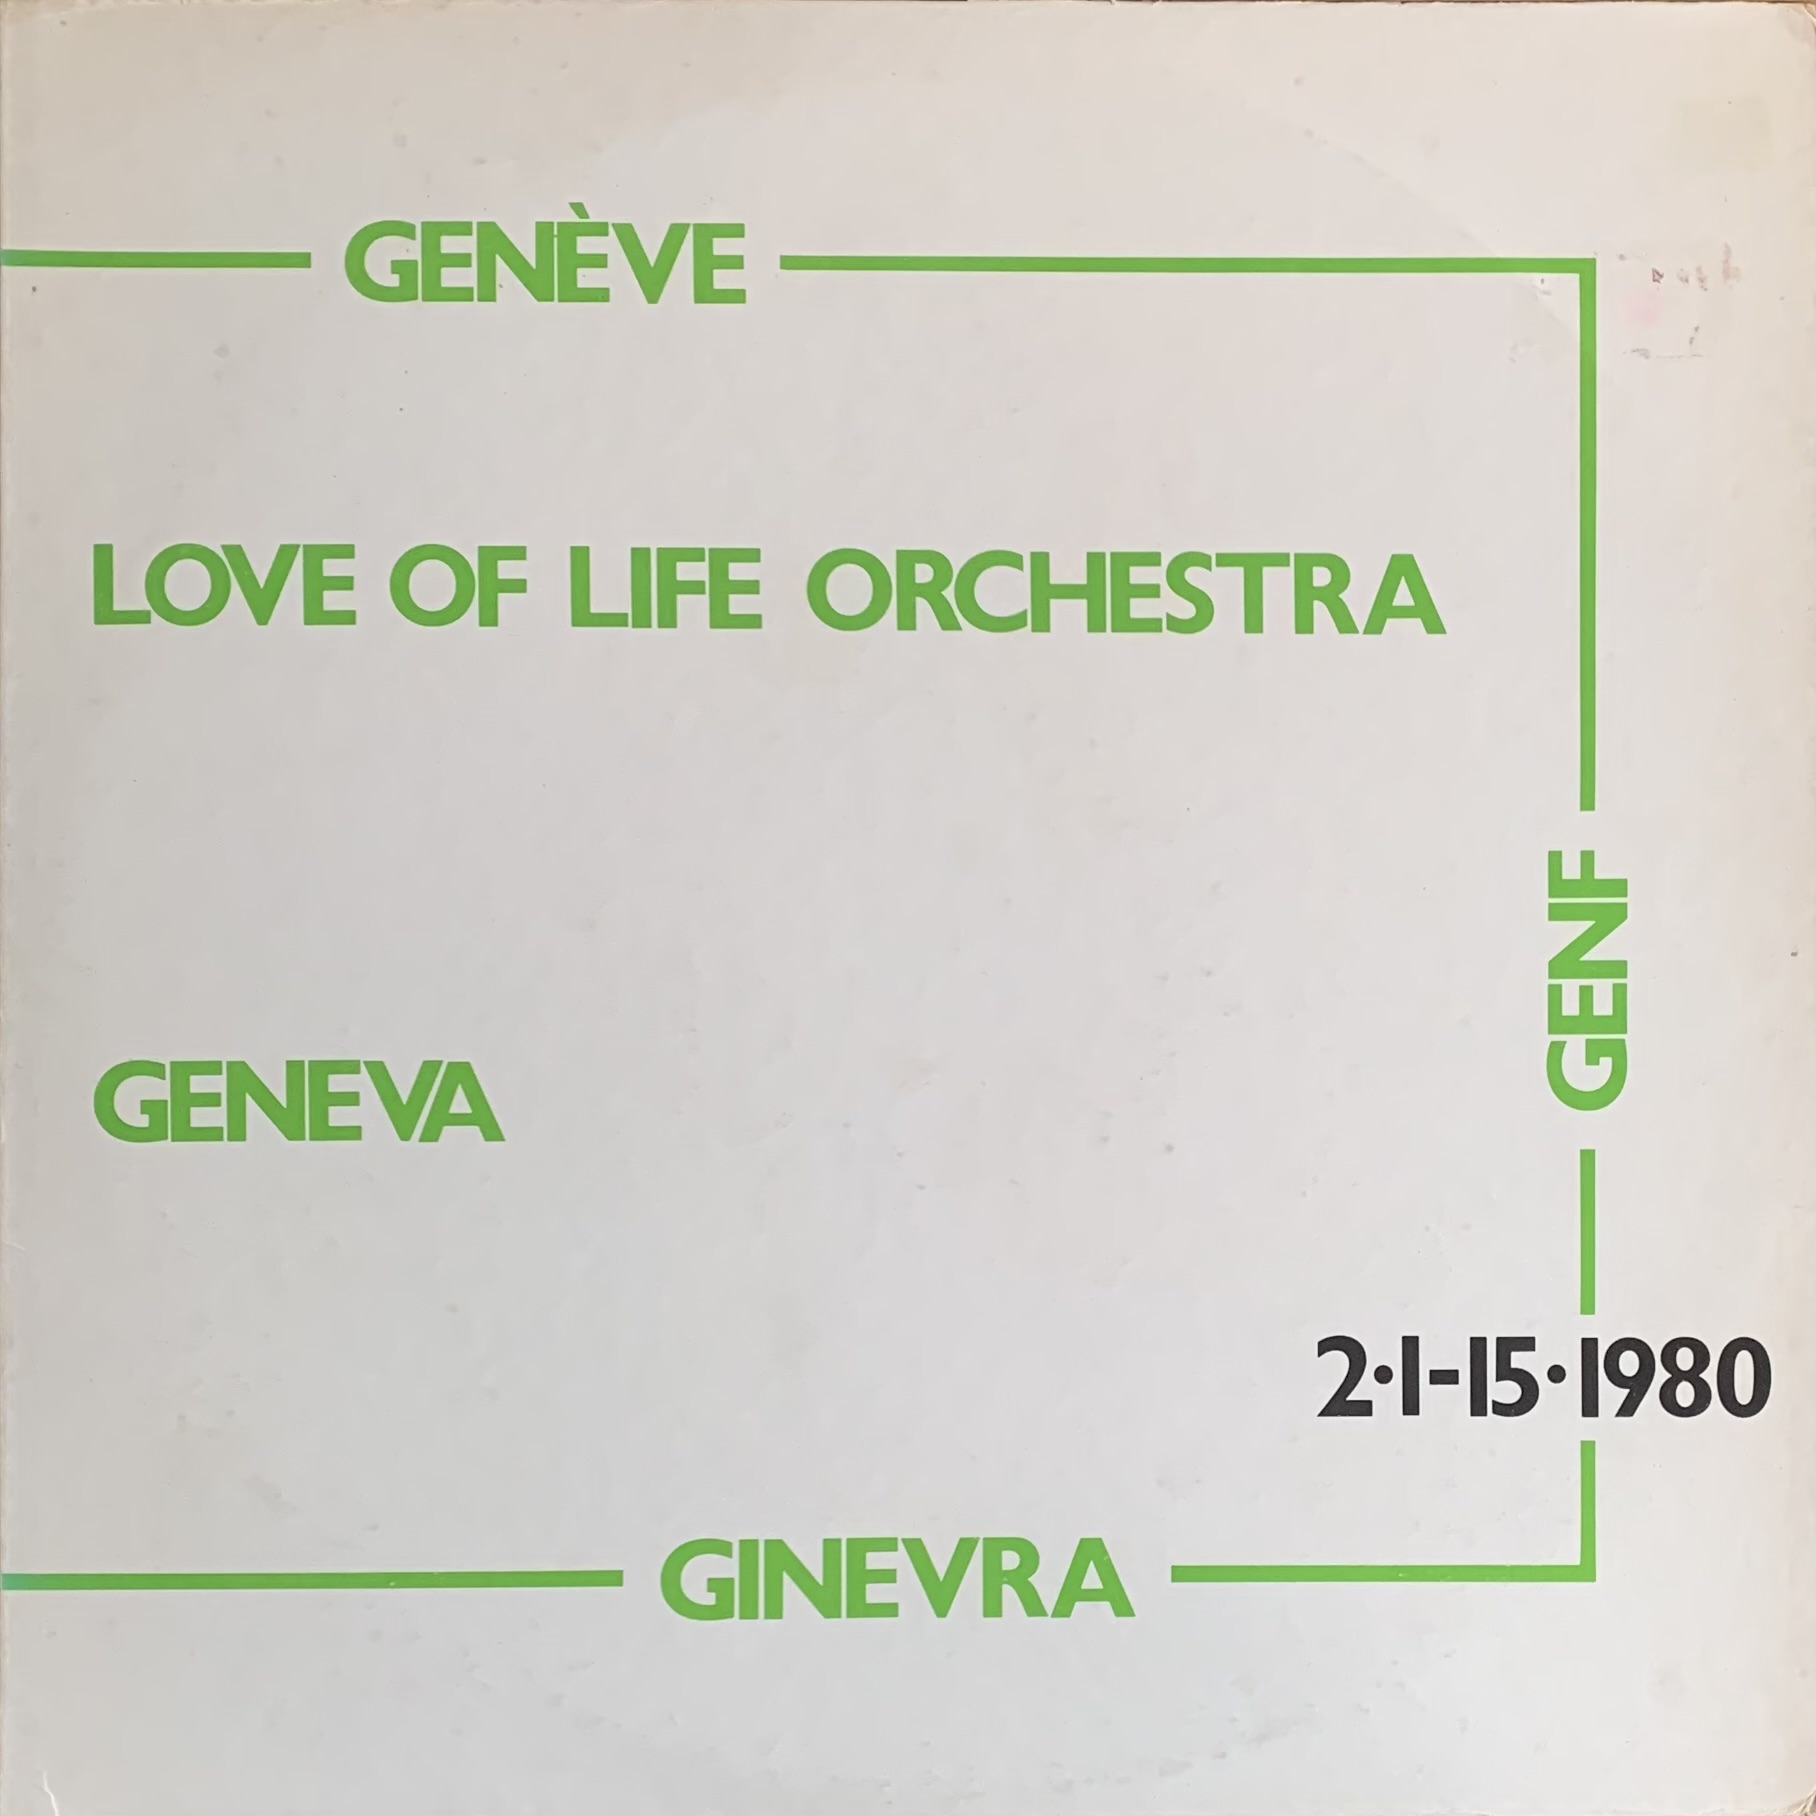 GENÈVE
LOVE OF LIFE ORCHESTRA
GENF
GENEVA
2·1-15·1980
GINEVRA